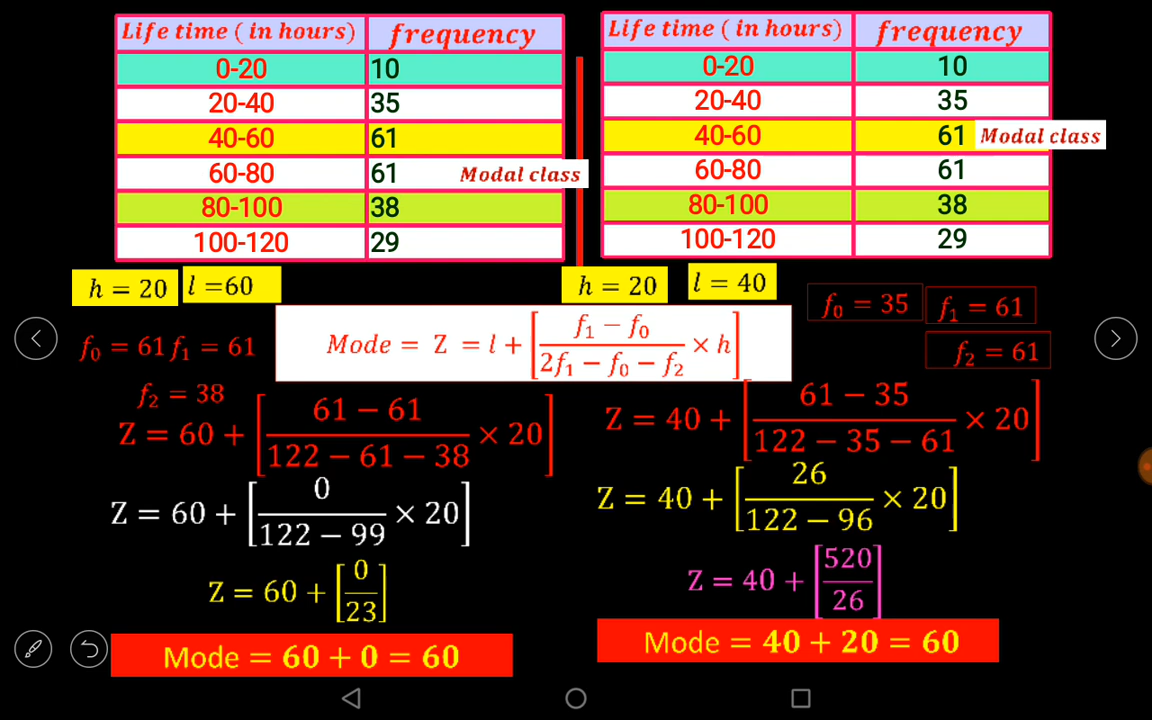 Life time ( in hours) frequency
0-20 10
20-40 35
40-60 61
60-80 61 Modal class
80-100 38
100-120 29
h = 20 l =60
f₀ = 61 f₁ = 61
f₂ = 38
Life time ( in hours) frequency
0-20 10
20-40 35
40-60 61 Modal class
60-80 61
80-100 38
100-120 29
h = 20 l = 40
f₀ = 35 f₁ = 61
f₂ = 61
Mode = Z = l + [(f₁ − f₀)/(2f₁ − f₀ − f₂) × h]
Z = 60 + [(61 − 61)/(122 − 61 − 38) × 20]
Z = 60 + [0/(122 − 99) × 20]
Z = 60 + [0/23]
Mode = 60 + 0 = 60
Z = 40 + [(61 − 35)/(122 − 35 − 61) × 20]
Z = 40 + [26/(122 − 96) × 20]
Z = 40 + [520/26]
Mode = 40 + 20 = 60